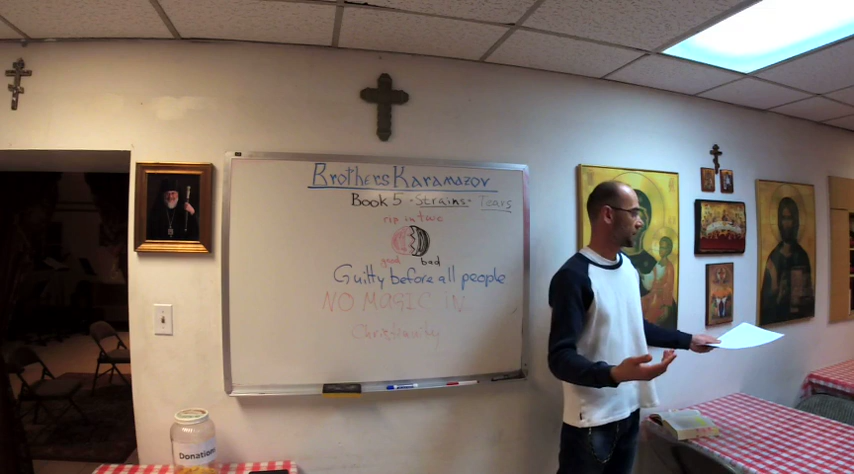 Brothers Karamazov
Book 5 - Strains - Tears
rip in two
good bad
Guilty before all people
NO MAGIC IN
Christianity
Donations